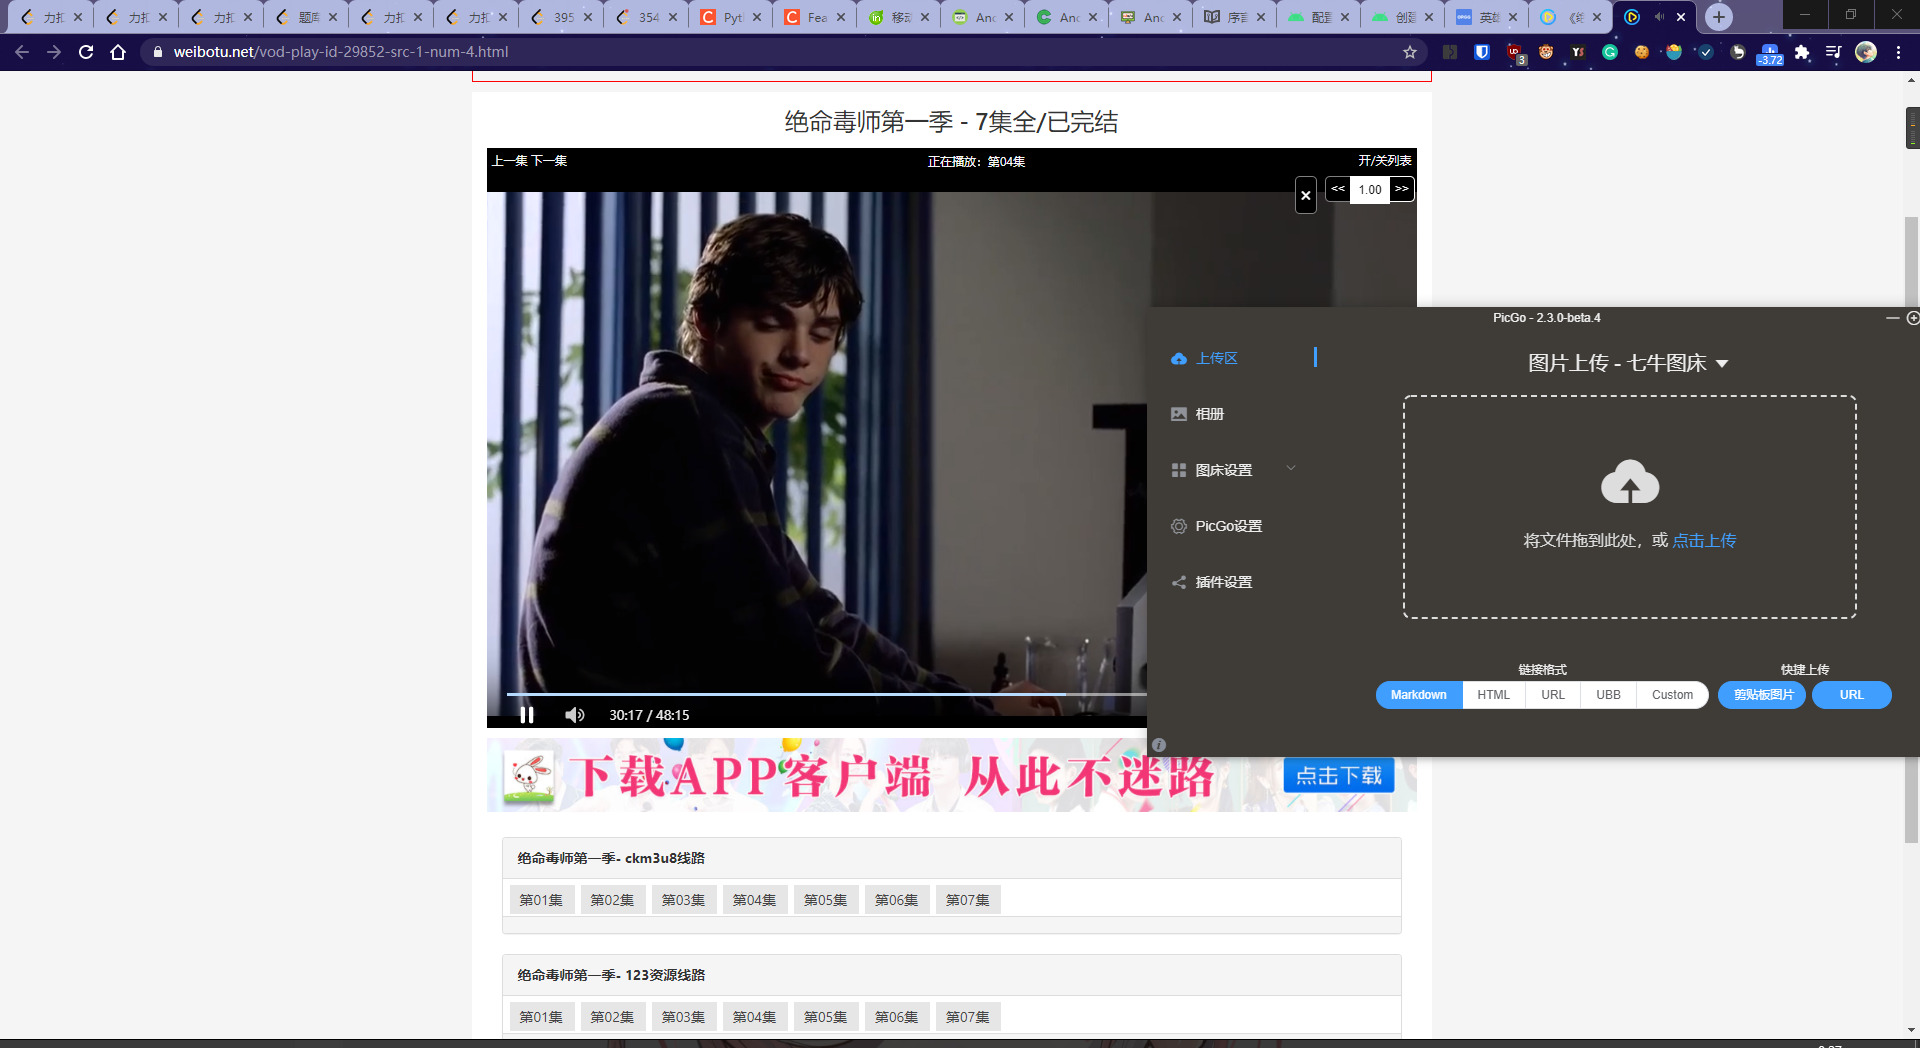 力扣
力扣
力扣
题库
力扣
力扣
395
354
Pyt
Fea
移动
Anc
Anc
Anc
序言
配置
创建
英雄
《绝
weibotu.net/vod-play-id-29852-src-1-num-4.html
3
-3.72
绝命毒师第一季 - 7集全/已完结
上一集 下一集
正在播放：第04集
开/关列表
<<
1.00
>>
30:17 / 48:15
PicGo - 2.3.0-beta.4
上传区
相册
图床设置
PicGo设置
插件设置
图片上传 - 七牛图床
将文件拖到此处，或 点击上传
链接格式
快捷上传
Markdown
HTML
URL
UBB
Custom
剪贴板图片
URL
下载APP客户端 从此不迷路
点击下载
绝命毒师第一季- ckm3u8线路
第01集 第02集 第03集 第04集 第05集 第06集 第07集
绝命毒师第一季- 123资源线路
第01集 第02集 第03集 第04集 第05集 第06集 第07集